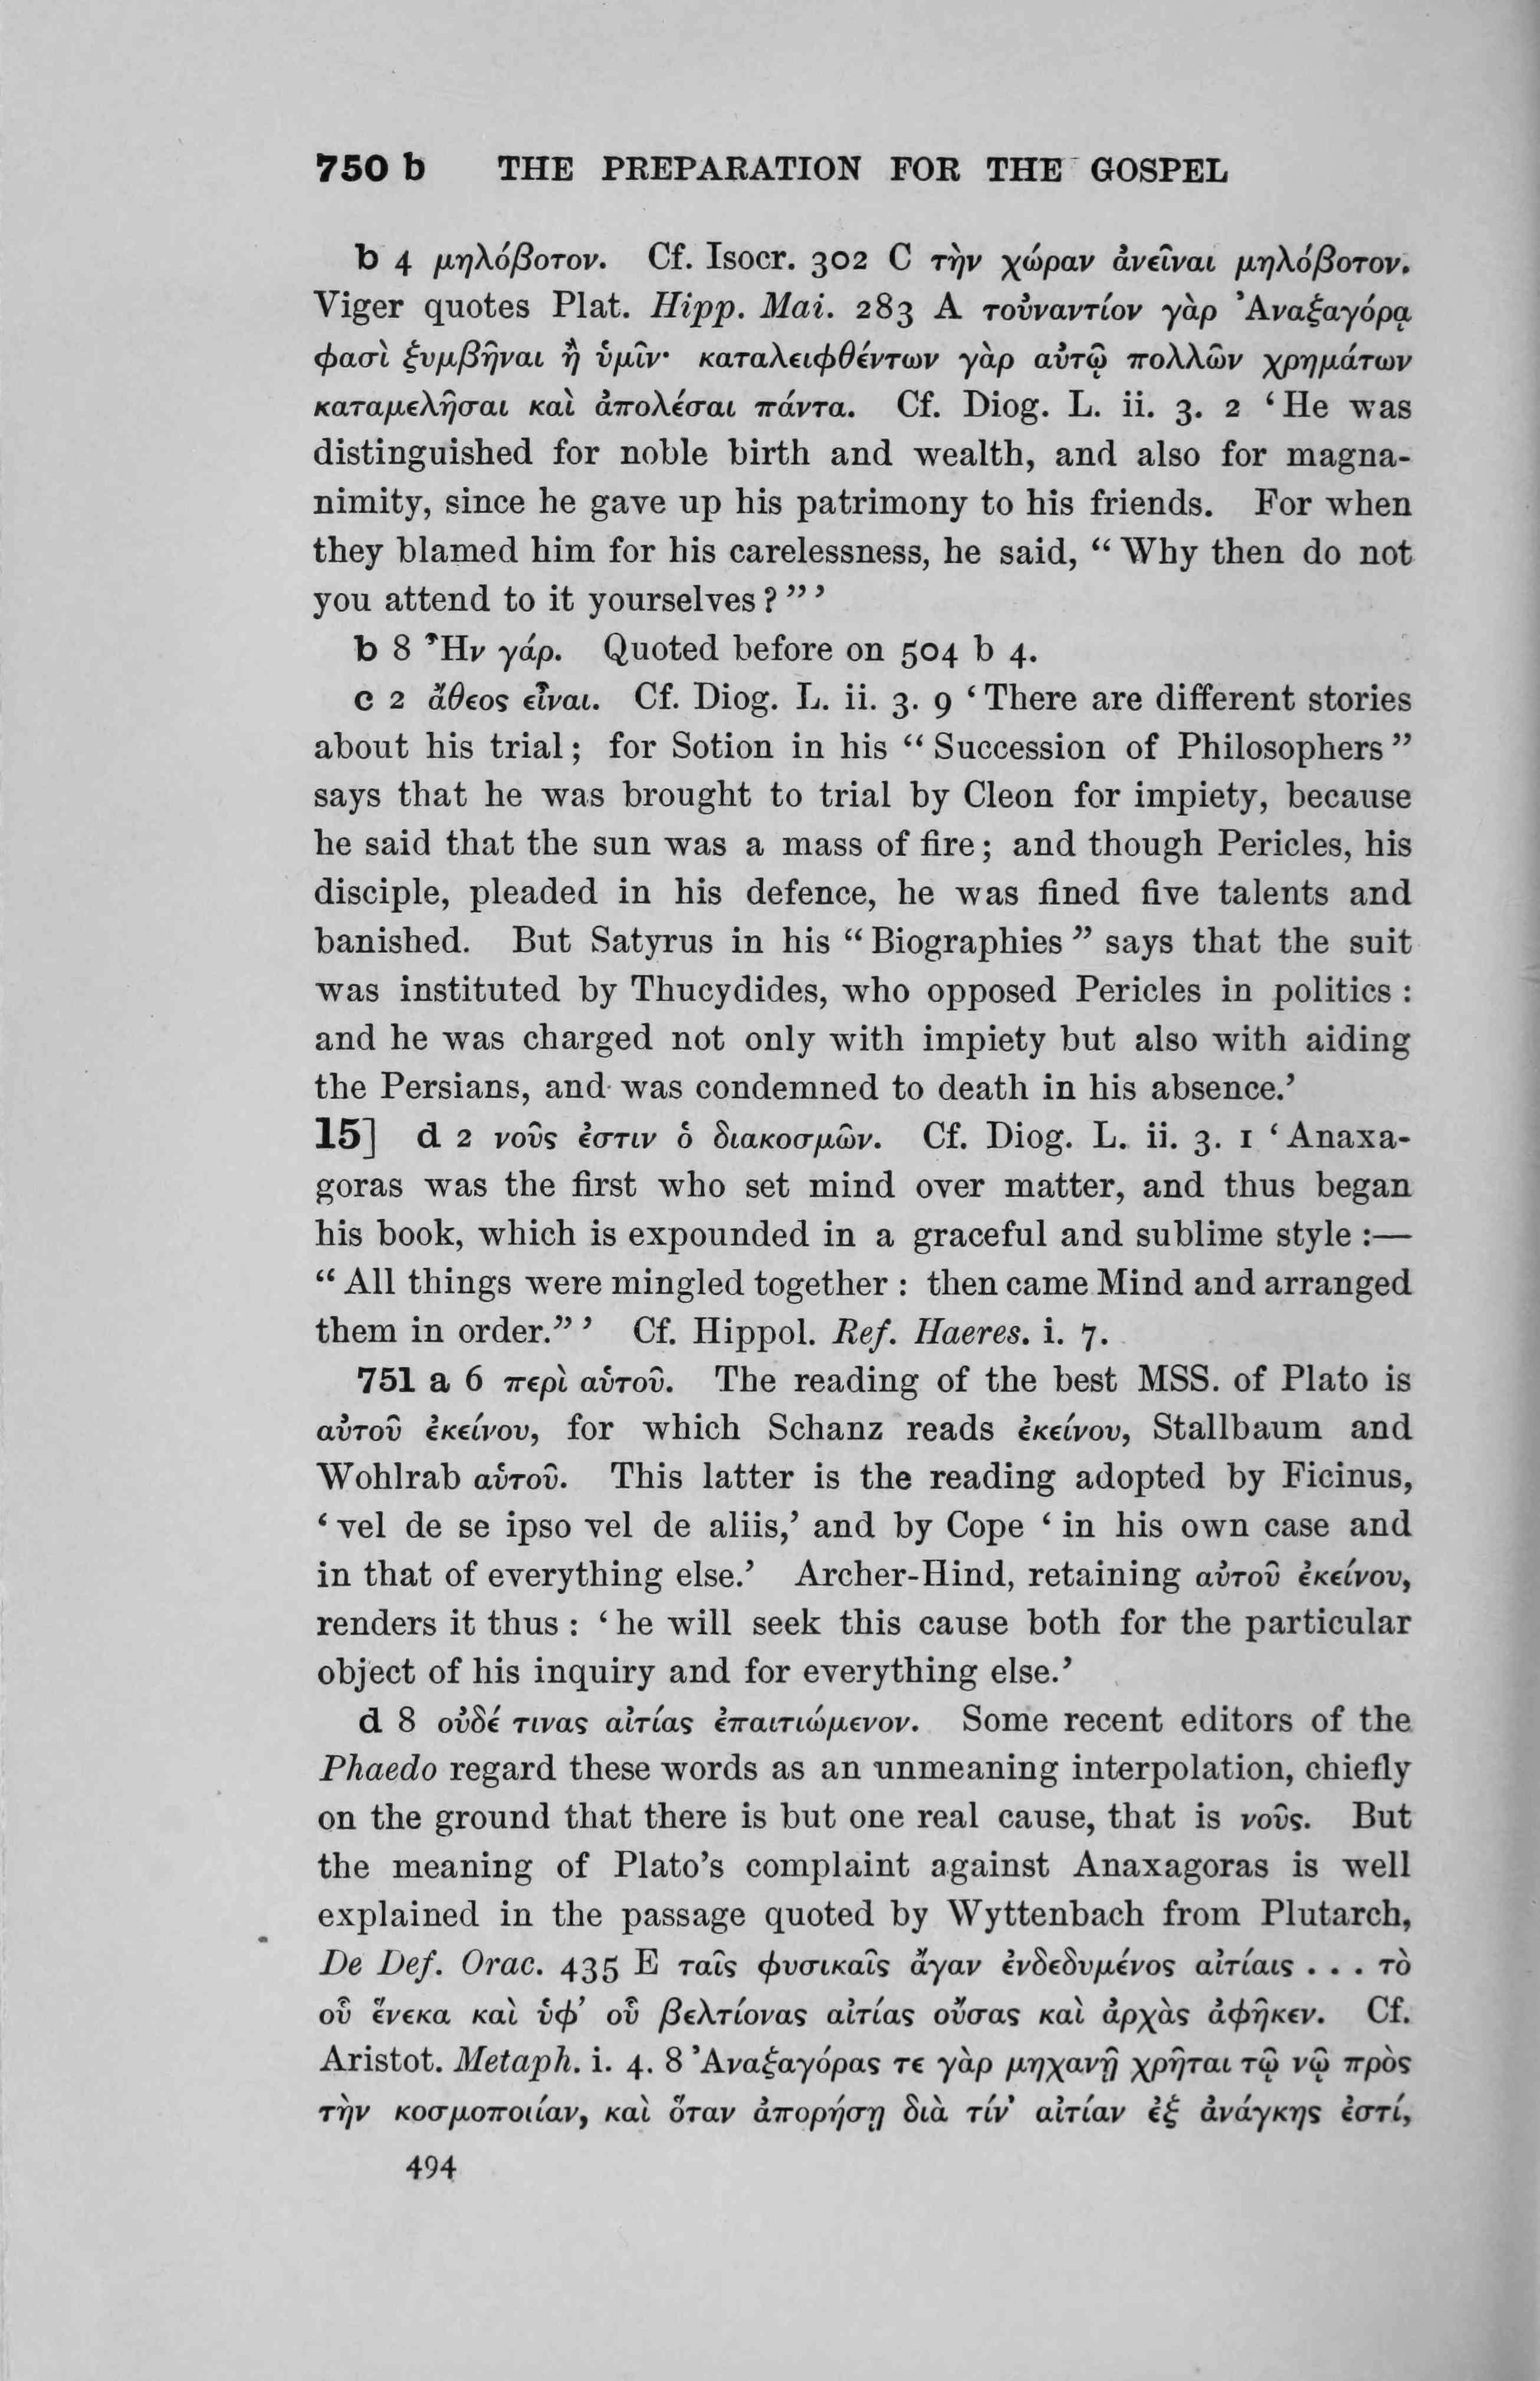 750 b THE PREPARATION FOR THE GOSPEL
b 4 μηλόβοτον. Cf. Isocr. 302 C τὴν χώραν ἀνεῖναι μηλόβοτον.
Viger quotes Plat. Hipp. Mai. 283 A τοὐναντίον γὰρ Ἀναξαγόρᾳ
φασὶ ξυμβῆναι ἢ ὑμῖν· καταλειφθέντων γὰρ αὐτῷ πολλῶν χρημάτων
καταμελῆσαι καὶ ἀπολέσαι πάντα. Cf. Diog. L. ii. 3. 2 ‘He was
distinguished for noble birth and wealth, and also for magna-
nimity, since he gave up his patrimony to his friends. For when
they blamed him for his carelessness, he said, “Why then do not
you attend to it yourselves?”’
b 8 Ἦν γάρ. Quoted before on 504 b 4.
c 2 ἄθεος εἶναι. Cf. Diog. L. ii. 3. 9 ‘There are different stories
about his trial; for Sotion in his “Succession of Philosophers”
says that he was brought to trial by Cleon for impiety, because
he said that the sun was a mass of fire; and though Pericles, his
disciple, pleaded in his defence, he was fined five talents and
banished. But Satyrus in his “Biographies” says that the suit
was instituted by Thucydides, who opposed Pericles in politics:
and he was charged not only with impiety but also with aiding
the Persians, and was condemned to death in his absence.’
15] d 2 νοῦς ἐστιν ὁ διακοσμῶν. Cf. Diog. L. ii. 3. 1 ‘Anaxa-
goras was the first who set mind over matter, and thus began
his book, which is expounded in a graceful and sublime style:—
“All things were mingled together: then came Mind and arranged
them in order.”’ Cf. Hippol. Ref. Haeres. i. 7.
751 a 6 περὶ αὑτοῦ. The reading of the best MSS. of Plato is
αὐτοῦ ἐκείνου, for which Schanz reads ἐκείνου, Stallbaum and
Wohlrab αὑτοῦ. This latter is the reading adopted by Ficinus,
‘vel de se ipso vel de aliis,’ and by Cope ‘in his own case and
in that of everything else.’ Archer-Hind, retaining αὐτοῦ ἐκείνου,
renders it thus: ‘he will seek this cause both for the particular
object of his inquiry and for everything else.’
d 8 οὐδέ τινας αἰτίας ἐπαιτιώμενον. Some recent editors of the
Phaedo regard these words as an unmeaning interpolation, chiefly
on the ground that there is but one real cause, that is νοῦς. But
the meaning of Plato’s complaint against Anaxagoras is well
explained in the passage quoted by Wyttenbach from Plutarch,
De Def. Orac. 435 E ταῖς φυσικαῖς ἄγαν ἐνδεδυμένος αἰτίαις . . . τὸ
οὗ ἕνεκα καὶ ὑφ’ οὗ βελτίονας αἰτίας οὔσας καὶ ἀρχὰς ἀφῆκεν. Cf.
Aristot. Metaph. i. 4. 8 Ἀναξαγόρας τε γὰρ μηχανῇ χρῆται τῷ νῷ πρὸς
τὴν κοσμοποιίαν, καὶ ὅταν ἀπορήσῃ διὰ τίν’ αἰτίαν ἐξ ἀνάγκης ἐστί,
494